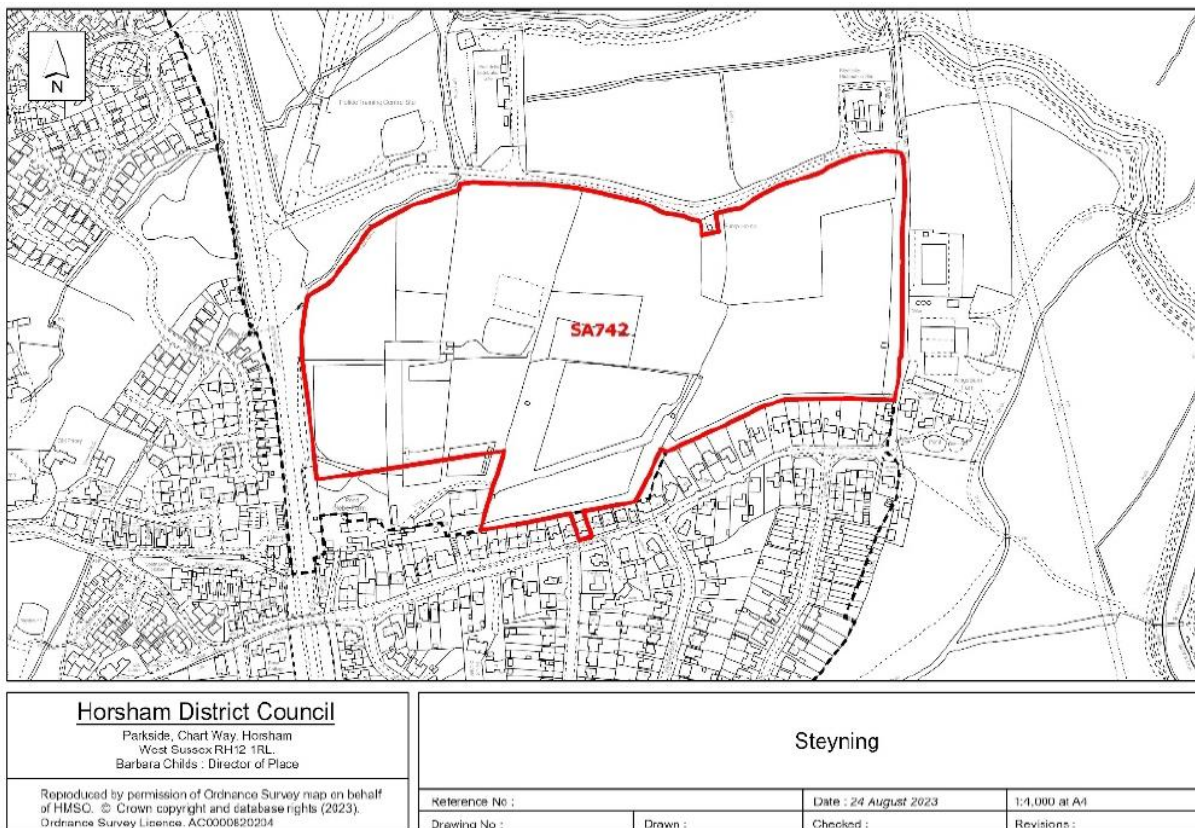 N
SA742
Horsham District Council
Parkside, Chart Way, Horsham
West Sussex RH12 1RL.
Barbara Childs : Director of Place
Reproduced by permission of Ordnance Survey map on behalf
of HMSO. © Crown copyright and database rights (2023).
Ordnance Survey Licence. AC0000820204
Steyning
Reference No :
Date : 24 August 2023
1:4,000 at A4
Drawing No :
Drawn :
Checked :
Revisions :